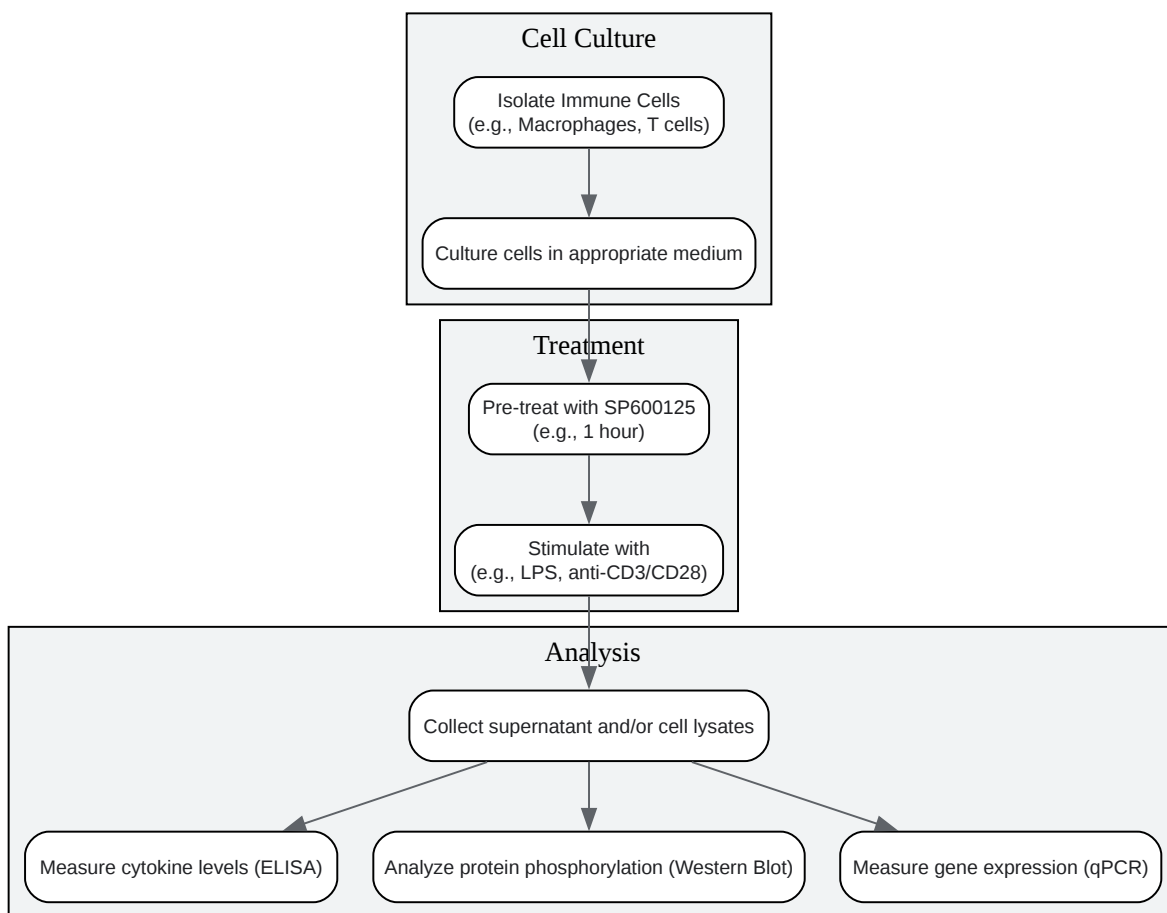 Cell Culture
Isolate Immune Cells
(e.g., Macrophages, T cells)
Culture cells in appropriate medium
Treatment
Pre-treat with SP600125
(e.g., 1 hour)
Stimulate with
(e.g., LPS, anti-CD3/CD28)
Analysis
Collect supernatant and/or cell lysates
Measure cytokine levels (ELISA)
Analyze protein phosphorylation (Western Blot)
Measure gene expression (qPCR)